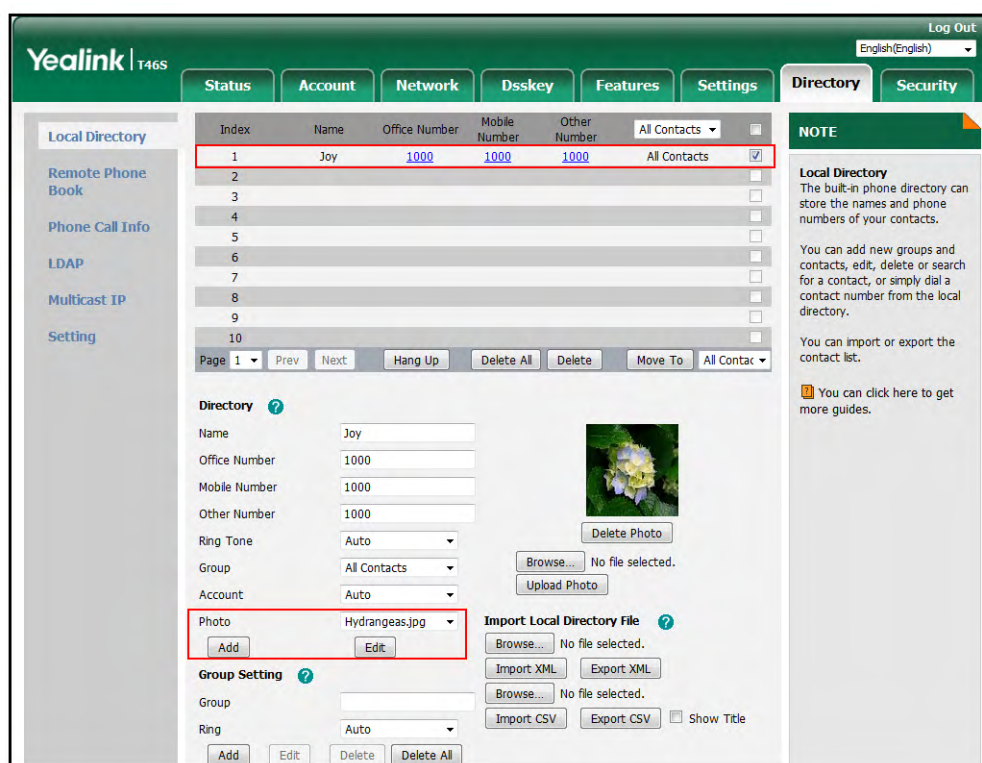 Log Out
Yealink | T46S
English(English)
Status Account Network Dsskey Features Settings Directory Security
Local Directory
Remote Phone
Book
Phone Call Info
LDAP
Multicast IP
Setting
Index Name Office Number Mobile Number Other Number All Contacts
1 Joy 1000 1000 1000 All Contacts
2
3
4
5
6
7
8
9
10
Page 1 Prev Next Hang Up Delete All Delete Move To All Contac
Directory ?
Name Joy
Office Number 1000
Mobile Number 1000
Other Number 1000
Ring Tone Auto
Group All Contacts
Account Auto
Photo Hydrangeas.jpg
Add Edit
Group Setting ?
Group
Ring Auto
Add Edit Delete Delete All
Delete Photo
Browse... No file selected.
Upload Photo
Import Local Directory File ?
Browse... No file selected.
Import XML Export XML
Browse... No file selected.
Import CSV Export CSV Show Title
NOTE
Local Directory
The built-in phone directory can
store the names and phone
numbers of your contacts.
You can add new groups and
contacts, edit, delete or search
for a contact, or simply dial a
contact number from the local
directory.
You can import or export the
contact list.
? You can click here to get
more guides.